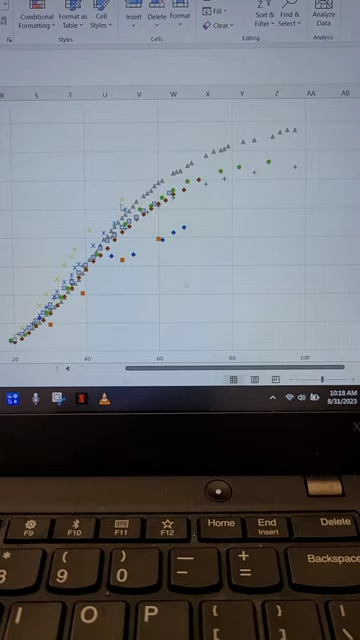 Conditional Formatting
Format as Table
Cell Styles
Insert
Delete
Format
Fill
Clear
Sort & Filter
Find & Select
Analyze Data
Styles
Cells
Editing
Analysis
S T U V W X Y Z AA AB
20 40 60 80 100
10:18 AM
8/31/2023
F9 F10 F11 F12 Home End Insert Delete
( ) — + Backspace
9 0 - =
I O P { }
[ ]